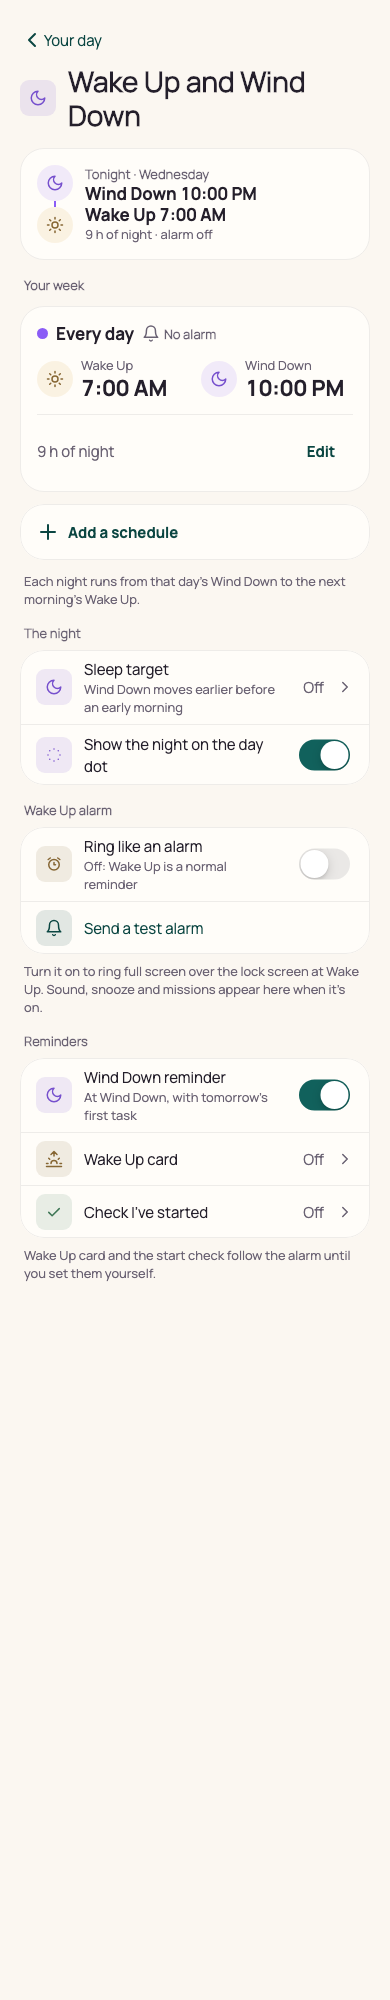 Your day
Wake Up and Wind
Down
Tonight · Wednesday
Wind Down 10:00 PM
Wake Up 7:00 AM
9 h of night · alarm off
Your week
Every day
No alarm
Wake Up
7:00 AM
Wind Down
10:00 PM
9 h of night
Edit
Add a schedule
Each night runs from that day's Wind Down to the next
morning's Wake Up.
The night
Sleep target
Wind Down moves earlier before
an early morning
Off
Show the night on the day
dot
Wake Up alarm
Ring like an alarm
Off: Wake Up is a normal
reminder
Send a test alarm
Turn it on to ring full screen over the lock screen at Wake
Up. Sound, snooze and missions appear here when it's
on.
Reminders
Wind Down reminder
At Wind Down, with tomorrow's
first task
Wake Up card
Off
Check I've started
Off
Wake Up card and the start check follow the alarm until
you set them yourself.